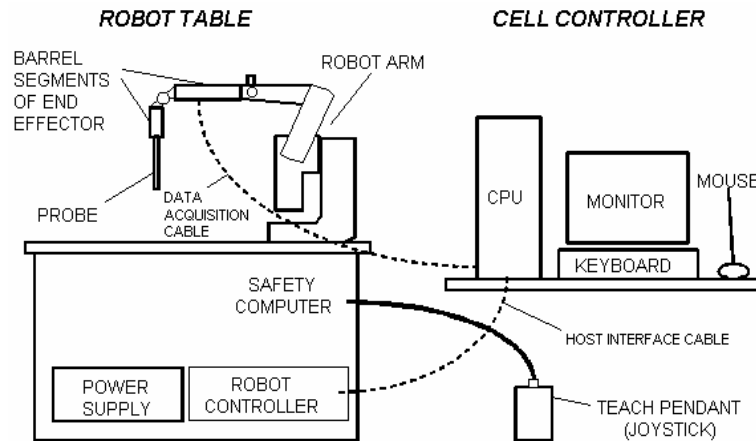 ROBOT TABLE
CELL CONTROLLER
BARREL
SEGMENTS
OF END
EFFECTOR
ROBOT ARM
PROBE
DATA
ACQUISITION
CABLE
CPU
MONITOR
MOUSE
KEYBOARD
SAFETY
COMPUTER
HOST INTERFACE CABLE
POWER
SUPPLY
ROBOT
CONTROLLER
TEACH PENDANT
(JOYSTICK)